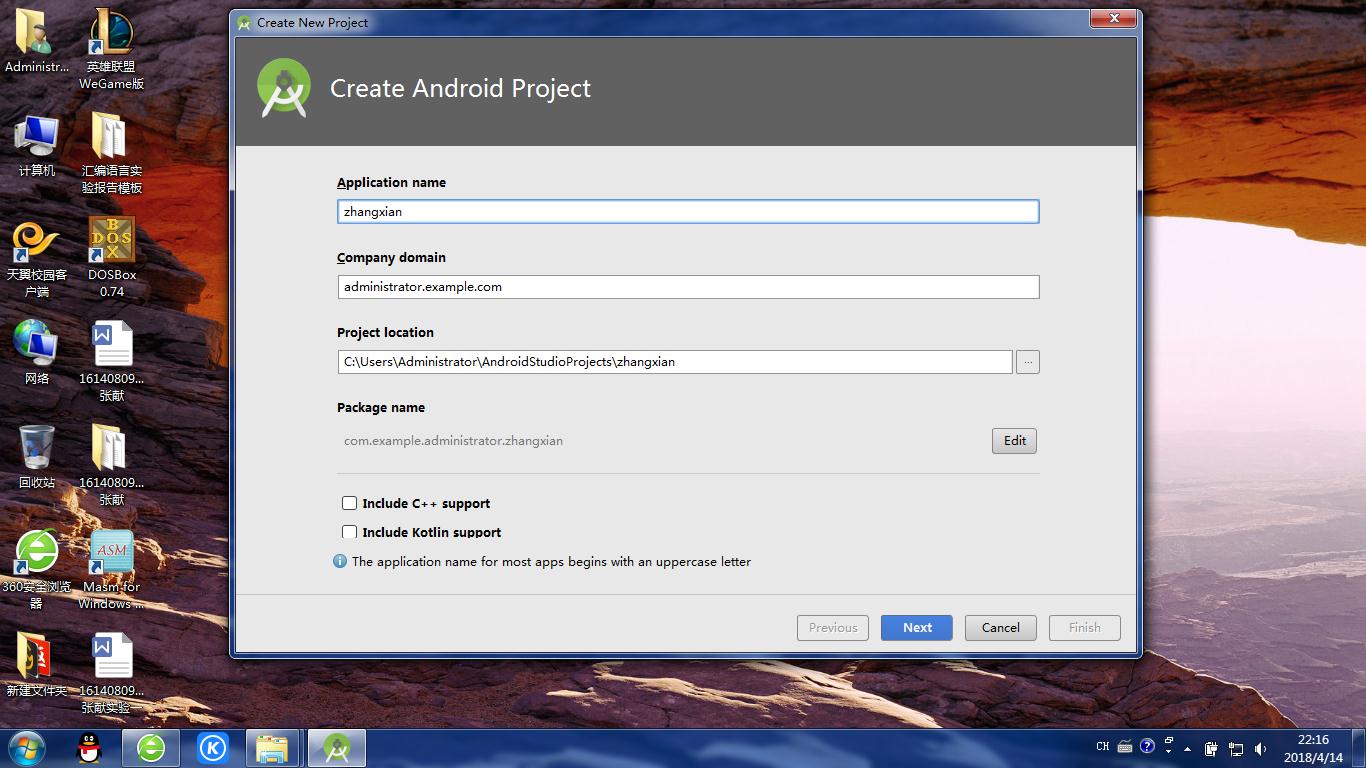 Administr...
英雄联盟
WeGame版
计算机
汇编语言实
验报告模板
天翼校园客
户端
BOX
DOS
DOSBox
0.74
网络
16140809...
张献
回收站
16140809...
张献
360安全浏览
器
ASM
Masm for
Windows ...
新建文件夹
16140809...
张献实验一
Create New Project
Create Android Project
Application name
zhangxian
Company domain
administrator.example.com
Project location
C:\Users\Administrator\AndroidStudioProjects\zhangxian
...
Package name
com.example.administrator.zhangxian
Edit
Include C++ support
Include Kotlin support
The application name for most apps begins with an uppercase letter
Previous
Next
Cancel
Finish
CH
22:16
2018/4/14